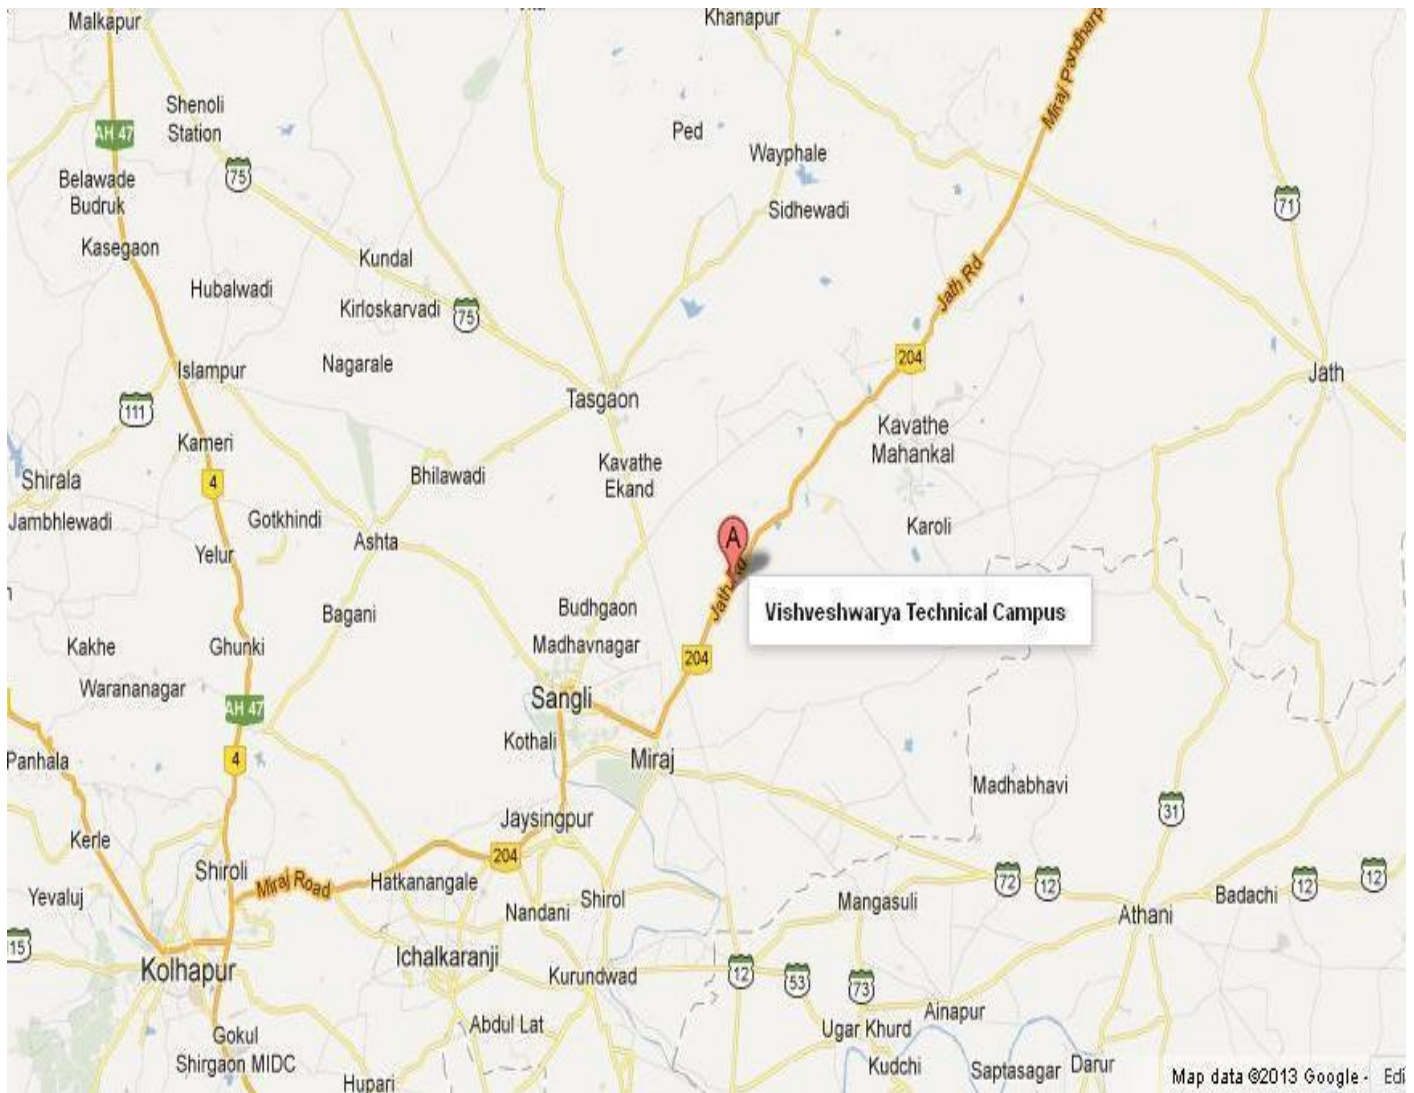 Malkapur
Khanapur
Miraj Pandharp
Shenoli
Station
AH 47
75
Ped
Wayphale
Belawade
Budruk
Sidhewadi
71
Kasegaon
Kundal
Hubalwadi
Kirloskarvadi
75
Jath Rd
Nagarale
204
Islampur
Jath
Tasgaon
111
Kavathe
Mahankal
Kameri
Bhilawadi
Kavathe
Ekand
Shirala
4
Jambhlewadi
Gotkhindi
Karoli
Ashta
A
Yelur
Jath Rd
Budhgaon
Vishveshwarya Technical Campus
Bagani
Kakhe
Ghunki
Madhavnagar
204
Warananagar
Sangli
AH 47
Kothali
Panhala
4
Miraj
Madhabhavi
31
Jaysingpur
Kerle
204
Shiroli
Miraj Road
Hatkanangale
72
12
12
12
Yevaluj
Shirol
Mangasuli
Badachi
Nandani
Athani
15
Ichalkaranji
Kolhapur
Kurundwad
12
53
73
Ainapur
Abdul Lat
Ugar Khurd
Gokul
Shirgaon MIDC
Kudchi
Saptasagar
Darur
Hupari
Map data ©2013 Google -
Edi